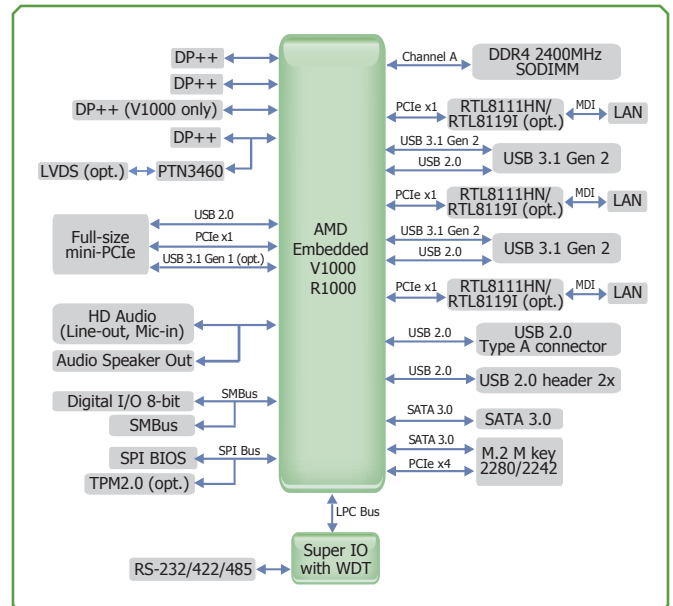 DP++
DP++
DP++ (V1000 only)
DP++
LVDS (opt.)
PTN3460
Full-size
mini-PCIe
USB 2.0
PCIe x1
USB 3.1 Gen 1 (opt.)
HD Audio
(Line-out, Mic-in)
Audio Speaker Out
Digital I/O 8-bit
SMBus
SMBus
SPI BIOS
SPI Bus
TPM2.0 (opt.)
AMD
Embedded
V1000
R1000
Channel A
DDR4 2400MHz
SODIMM
PCIe x1
RTL8111HN/
RTL8119I (opt.)
MDI
LAN
USB 3.1 Gen 2
USB 2.0
USB 3.1 Gen 2
PCIe x1
RTL8111HN/
RTL8119I (opt.)
MDI
LAN
USB 3.1 Gen 2
USB 2.0
USB 3.1 Gen 2
PCIe x1
RTL8111HN/
RTL8119I (opt.)
MDI
LAN
USB 2.0
USB 2.0
Type A connector
USB 2.0
USB 2.0 header 2x
SATA 3.0
SATA 3.0
SATA 3.0
PCIe x4
M.2 M key
2280/2242
LPC Bus
Super IO
with WDT
RS-232/422/485